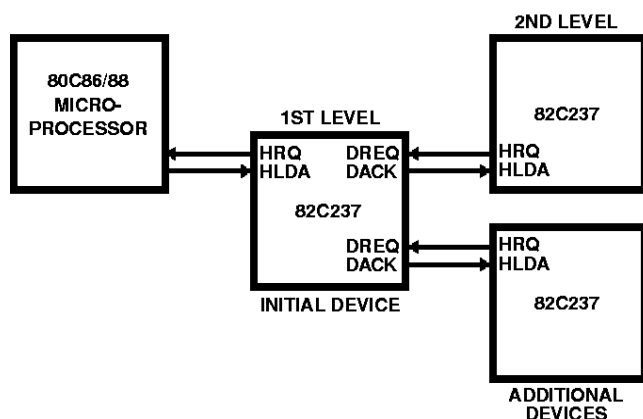 80C86/88
MICRO-
PROCESSOR
1ST LEVEL
HRQ
HLDA
DREQ
DACK
82C237
DREQ
DACK
INITIAL DEVICE
2ND LEVEL
82C237
HRQ
HLDA
HRQ
HLDA
82C237
ADDITIONAL
DEVICES